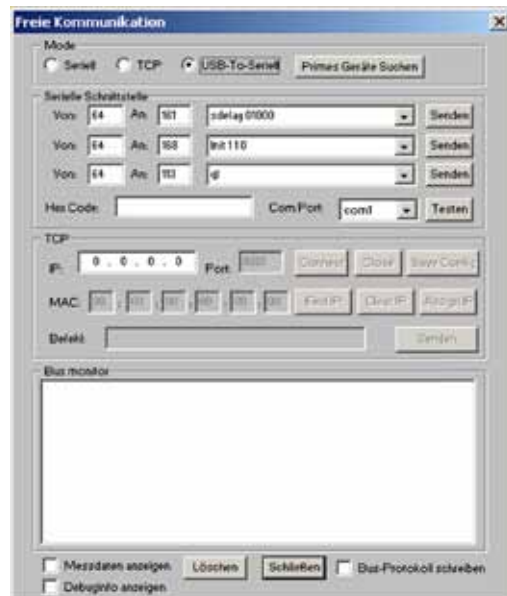 Freie Kommunikation
Mode
Seriell TCP USB-To-Seriell Primes Geräte Suchen
Serielle Schnittstelle
Von: 64 An: 161 sdelag 01000 Senden
Von: 64 An: 168 Init 110 Senden
Von: 64 An: 113 Senden
Hex Code: Com.Port: com1 Testen
TCP
IP: 0 . 0 . 0 . 0 Port: Connect Close Save Config
MAC: Find IP Clear IP Assign IP
Befehl: Senden
Bus monitor
Messdaten anzeigen Löschen Schließen Bus-Protokoll schreiben
Debuginfo anzeigen